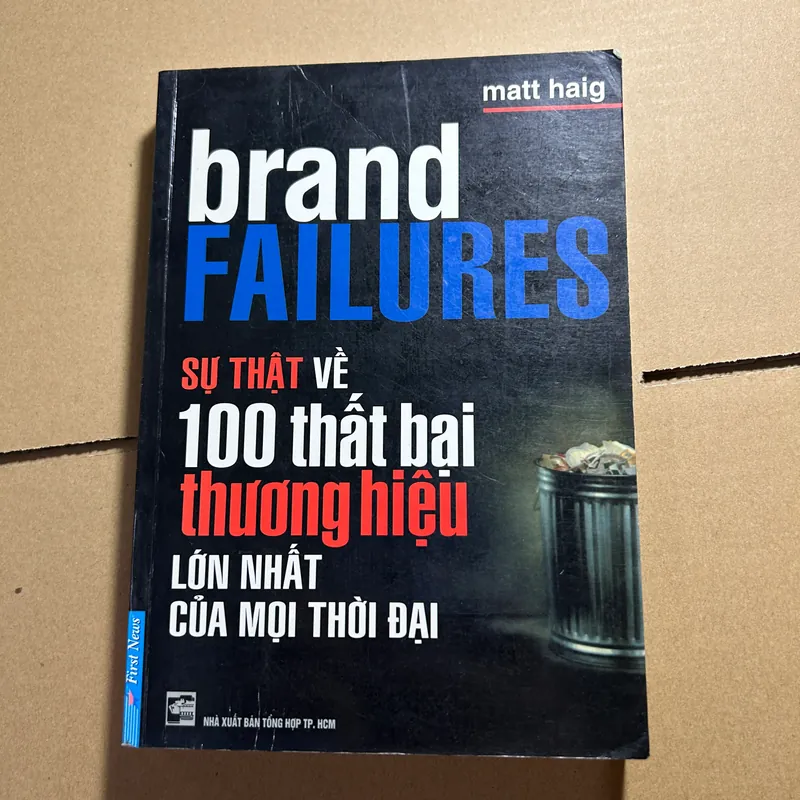 matt haig
brand
FAILURES
SỰ THẬT VỀ
100 thất bại
thương hiệu
LỚN NHẤT
CỦA MỌI THỜI ĐẠI
First News
NHÀ XUẤT BẢN TỔNG HỢP TP. HCM